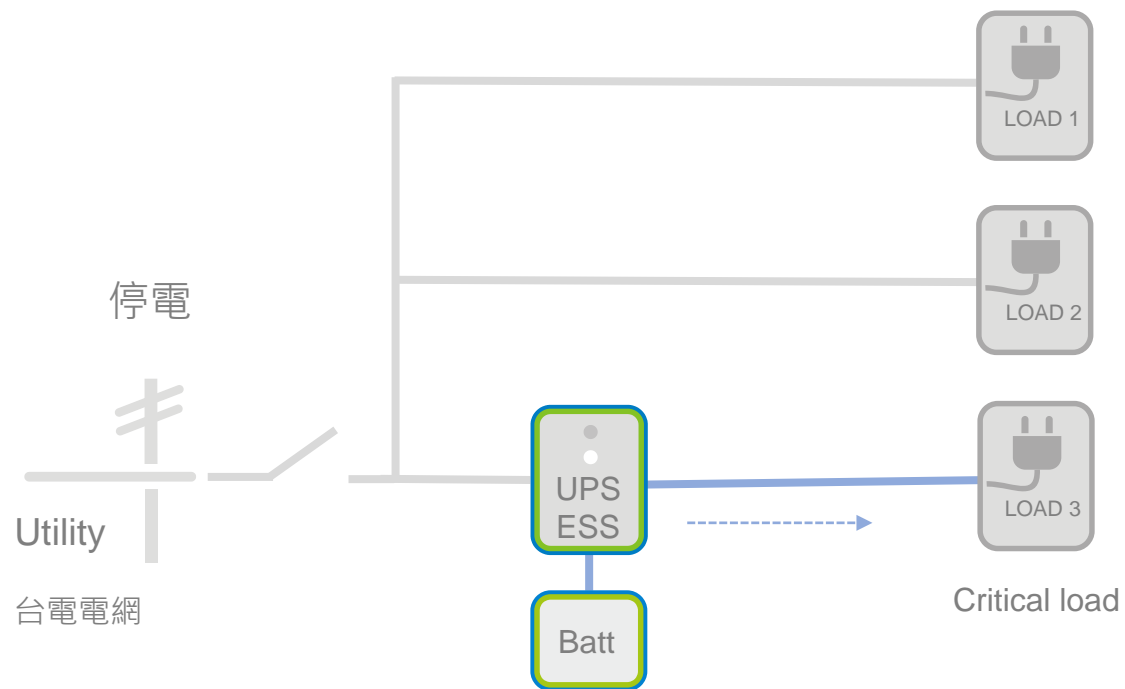 LOAD 1
LOAD 2
停電
UPS
ESS
LOAD 3
Utility
台電電網
Critical load
Batt